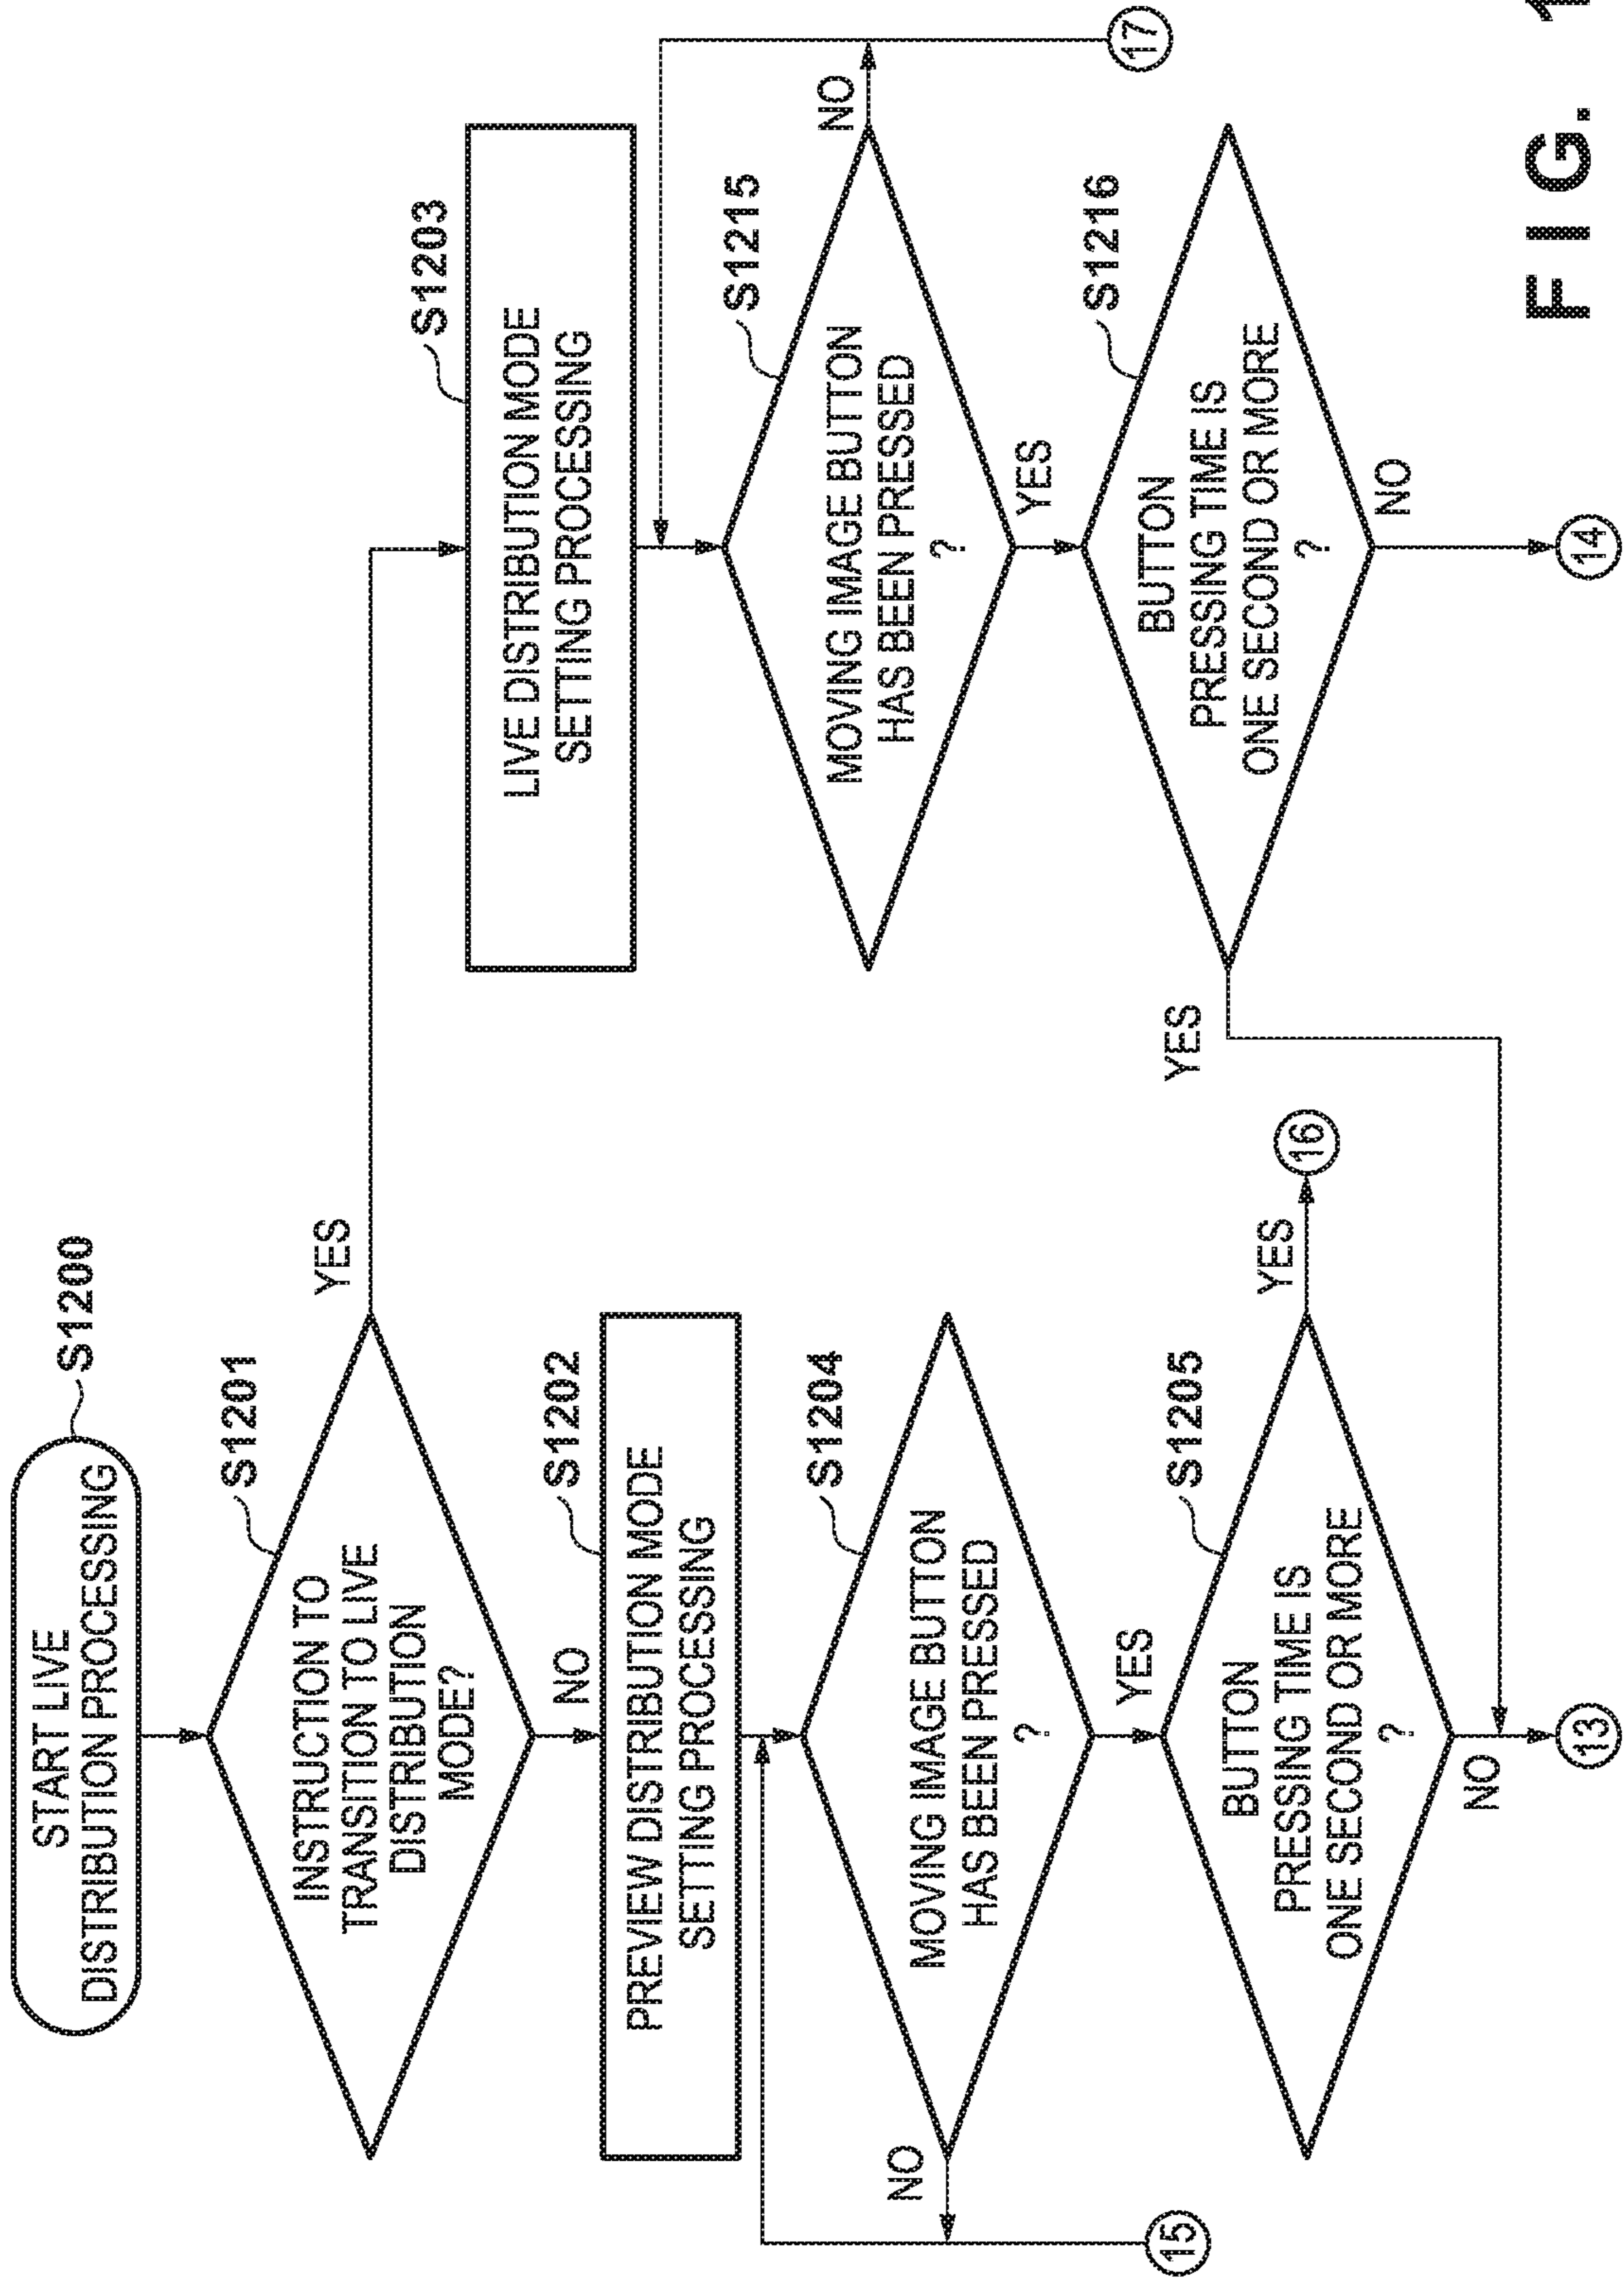 START LIVE
DISTRIBUTION PROCESSING
S1200
INSTRUCTION TO
TRANSITION TO LIVE
DISTRIBUTION
MODE?
S1201
YES
NO
PREVIEW DISTRIBUTION MODE
SETTING PROCESSING
S1202
MOVING IMAGE BUTTON
HAS BEEN PRESSED
?
S1204
NO
YES
15
BUTTON
PRESSING TIME IS
ONE SECOND OR MORE
?
S1205
YES
16
NO
13
LIVE DISTRIBUTION MODE
SETTING PROCESSING
S1203
MOVING IMAGE BUTTON
HAS BEEN PRESSED
?
S1215
NO
17
YES
BUTTON
PRESSING TIME IS
ONE SECOND OR MORE
?
S1216
YES
NO
14
FIG.